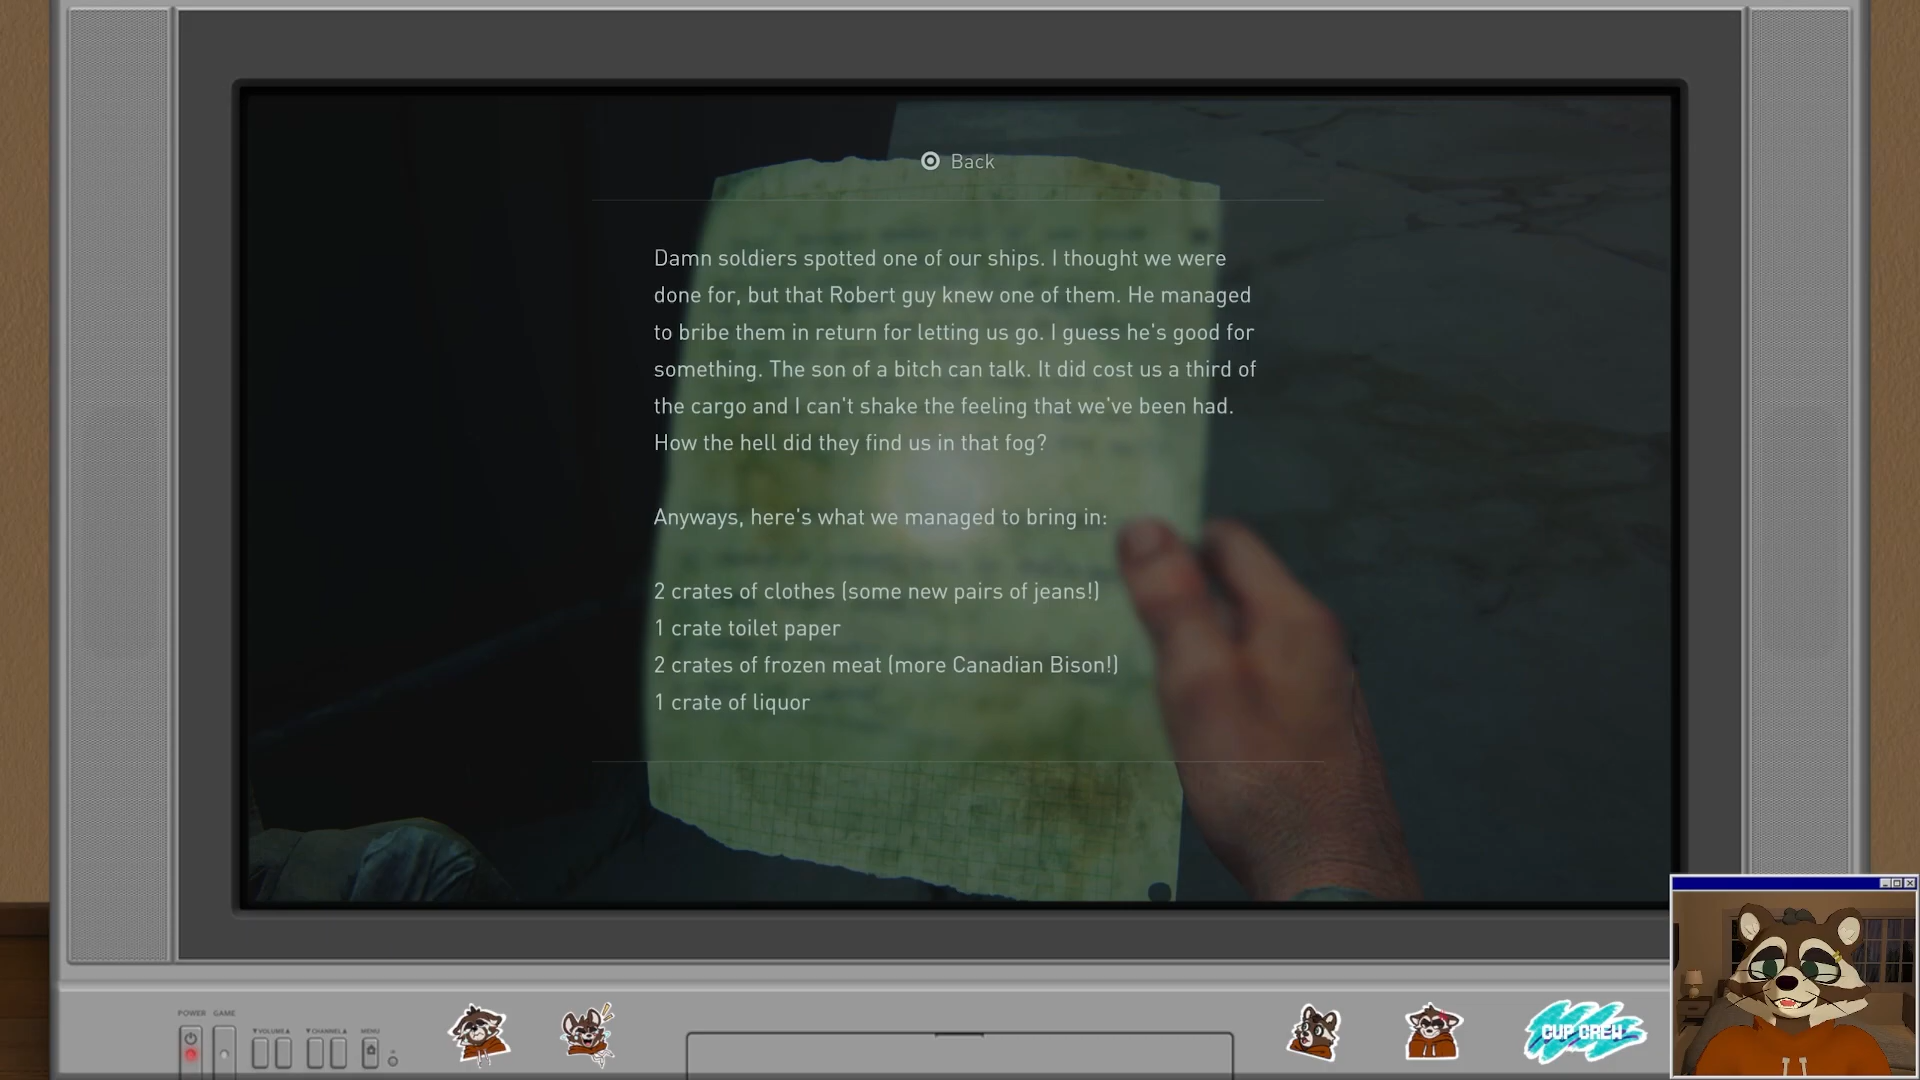 Back
Damn soldiers spotted one of our ships. I thought we were
done for, but that Robert guy knew one of them. He managed
to bribe them in return for letting us go. I guess he's good for
something. The son of a bitch can talk. It did cost us a third of
the cargo and I can't shake the feeling that we've been had.
How the hell did they find us in that fog?
Anyways, here's what we managed to bring in:
2 crates of clothes (some new pairs of jeans!)
1 crate toilet paper
2 crates of frozen meat (more Canadian Bison!)
1 crate of liquor
POWER GAME
▼VOLUME▲ ▼CHANNEL▲ MENU
CUP CREW